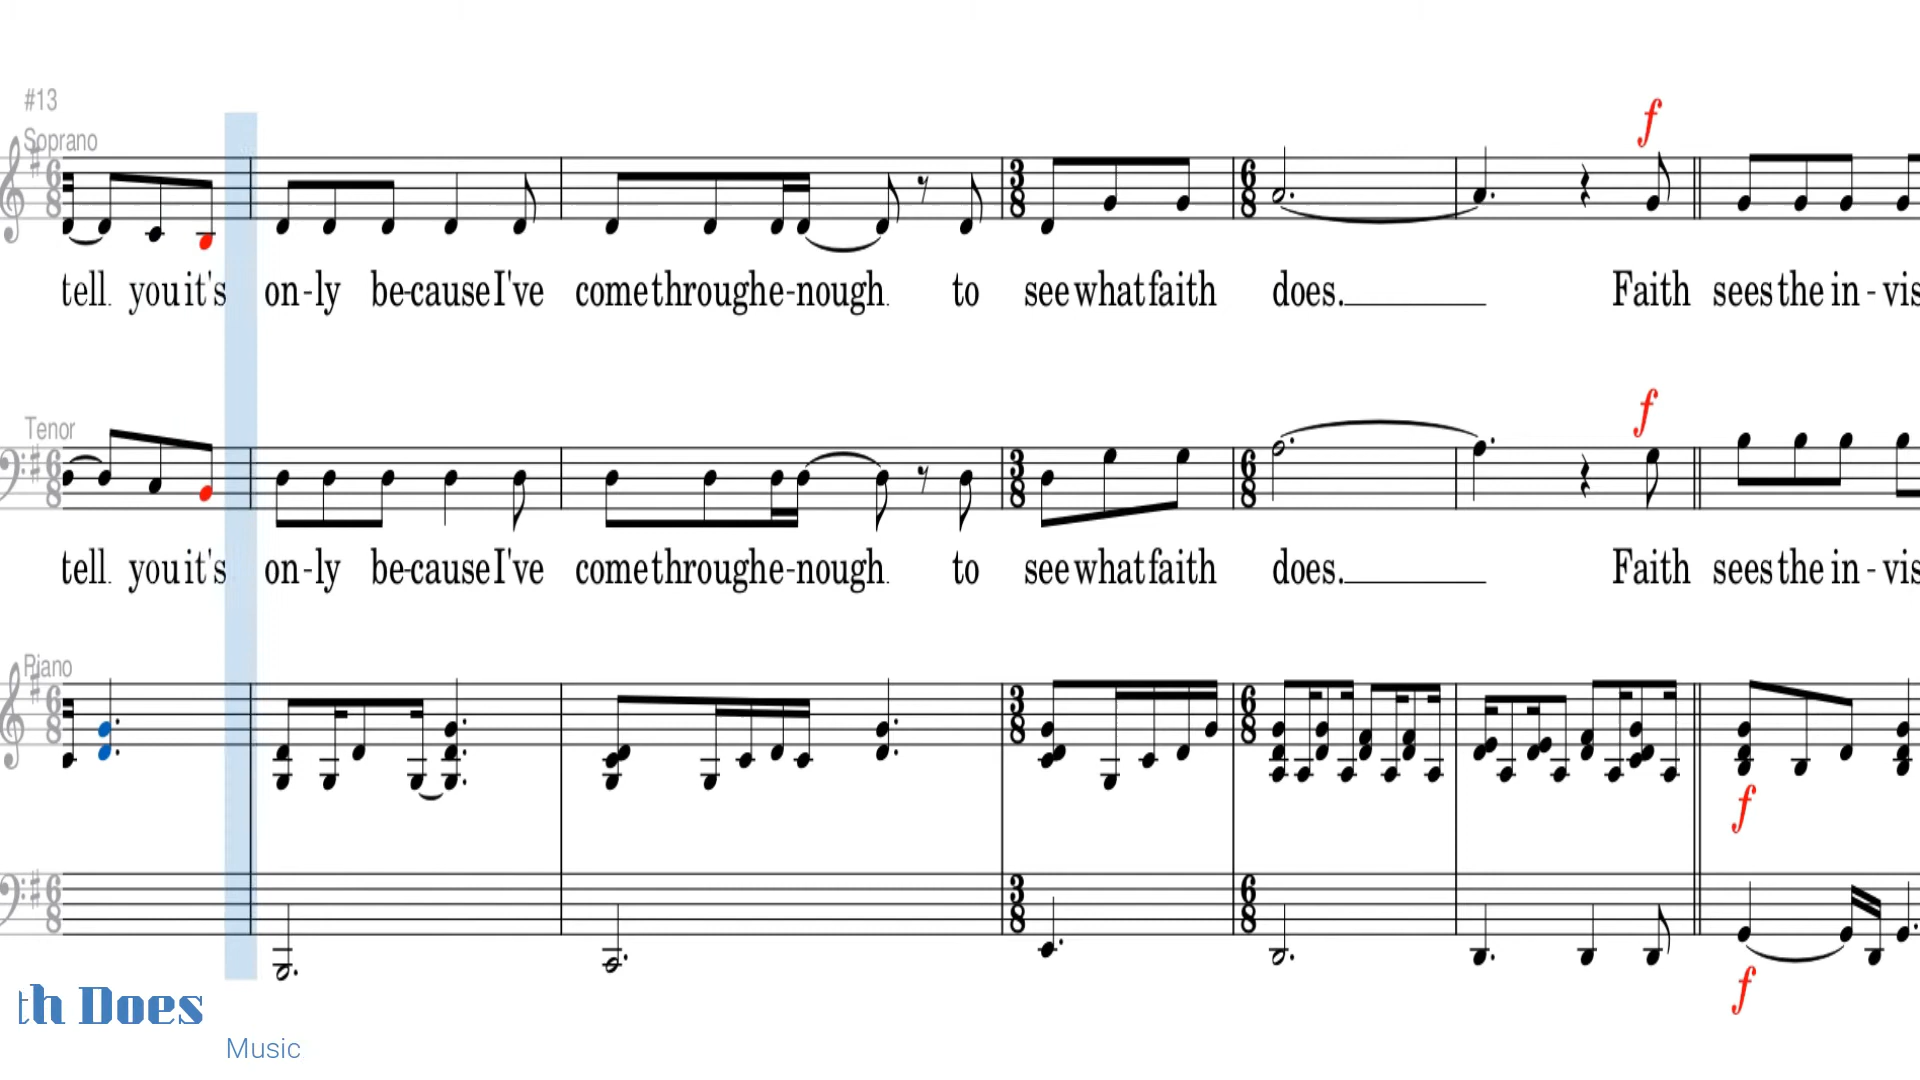 #13
Soprano
f
tell you it's on-ly be-cause I've come through e-nough to see what faith does. Faith sees the in-vis
Tenor
f
tell you it's on-ly be-cause I've come through e-nough to see what faith does. Faith sees the in-vis
Piano
f
f
th Does
Music